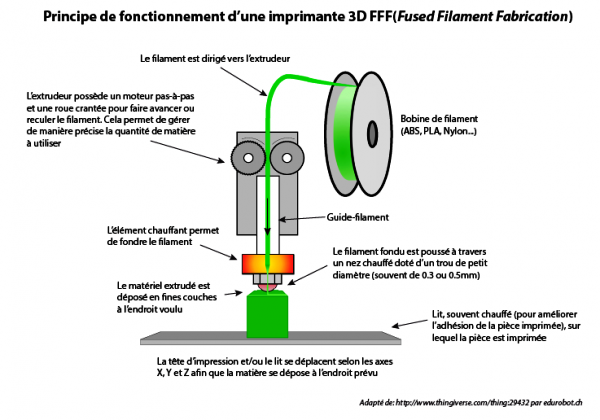 Principe de fonctionnement d'une imprimante 3D FFF(Fused Filament Fabrication)
Le filament est dirigé vers l'extrudeur
L'extrudeur possède un moteur pas-à-pas
et une roue crantée pour faire avancer ou
reculer le filament. Cela permet de gérer
de manière précise la quantité de matière
à utiliser
Bobine de filament
(ABS, PLA, Nylon...)
Guide-filament
L'élément chauffant permet
de fondre le filament
Le filament fondu est poussé à travers
un nez chauffé doté d'un trou de petit
diamètre (souvent de 0.3 ou 0.5mm)
Le matériel extrudé est
déposé en fines couches
à l'endroit voulu
Lit, souvent chauffé (pour améliorer
l'adhésion de la pièce imprimée), sur
lequel la pièce est imprimée
La tête d'impression et/ou le lit se déplacent selon les axes
X, Y et Z afin que la matière se dépose à l'endroit prévu
Adapté de: http://www.thingiverse.com/thing:29432 par edurobot.ch